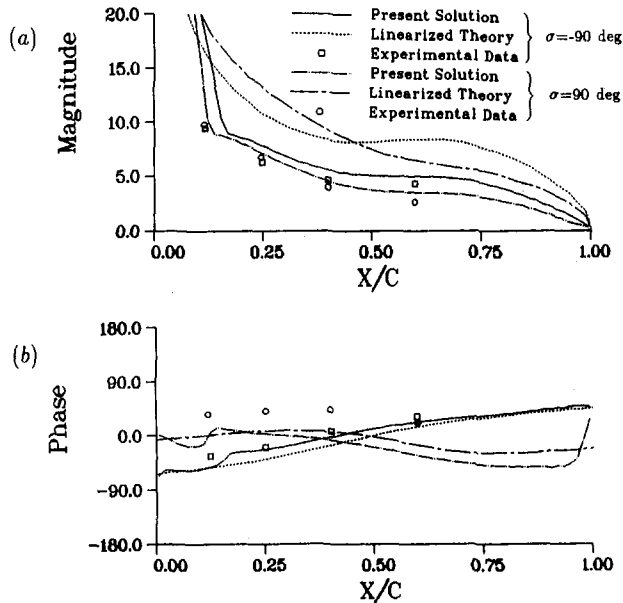 (a)
Magnitude
20.0
15.0
10.0
5.0
0.0
0.00 0.25 0.50 0.75 1.00
X/C
Present Solution
Linearized Theory
Experimental Data
σ=-90 deg
Present Solution
Linearized Theory
Experimental Data
σ=90 deg
(b)
Phase
180.0
90.0
0.0
-90.0
-180.0
0.00 0.25 0.50 0.75 1.00
X/C